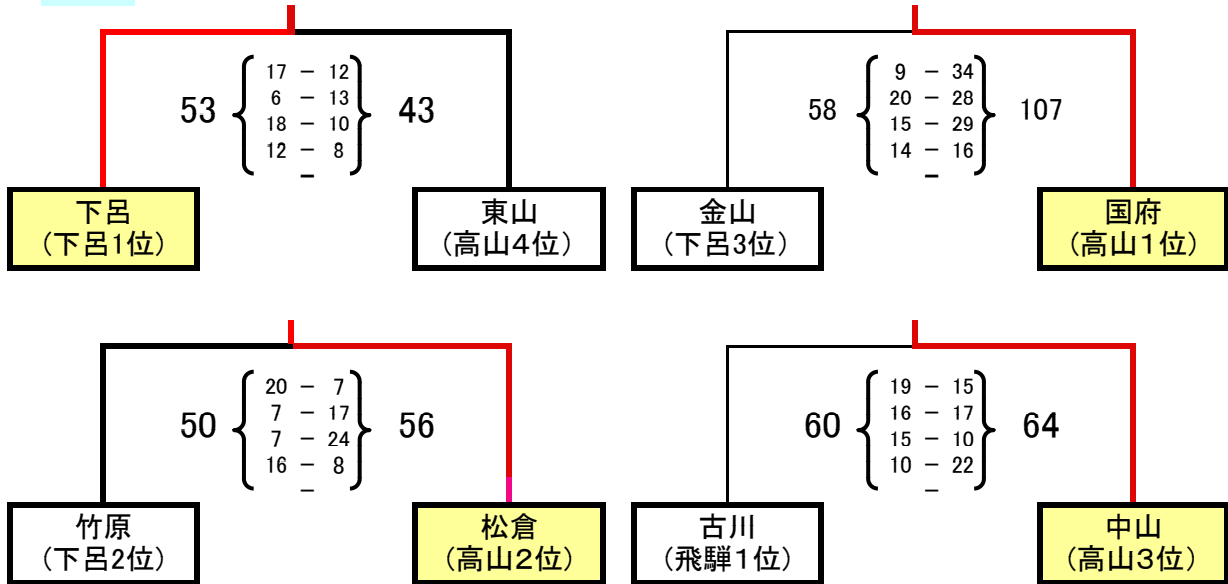 17 － 12
6 － 13
53 18 － 10 43
12 － 8
－
下呂
(下呂1位)
東山
(高山4位)
9 － 34
20 － 28
58 15 － 29 107
14 － 16
－
金山
(下呂3位)
国府
(高山１位)
20 － 7
7 － 17
50 7 － 24 56
16 － 8
－
竹原
(下呂2位)
松倉
(高山２位)
19 － 15
16 － 17
60 15 － 10 64
10 － 22
－
古川
(飛騨１位)
中山
(高山３位)